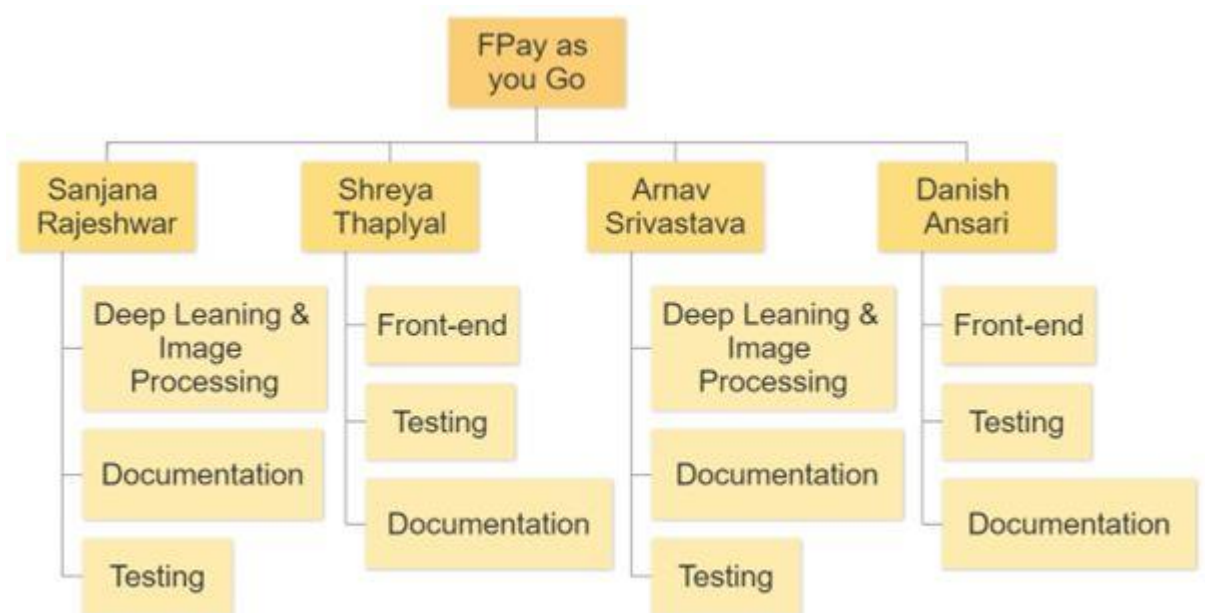 FPay as
you Go
Sanjana
Rajeshwar
Shreya
Thaplyal
Arnav
Srivastava
Danish
Ansari
Deep Leaning &
Image
Processing
Documentation
Testing
Front-end
Testing
Documentation
Deep Leaning &
Image
Processing
Documentation
Testing
Front-end
Testing
Documentation